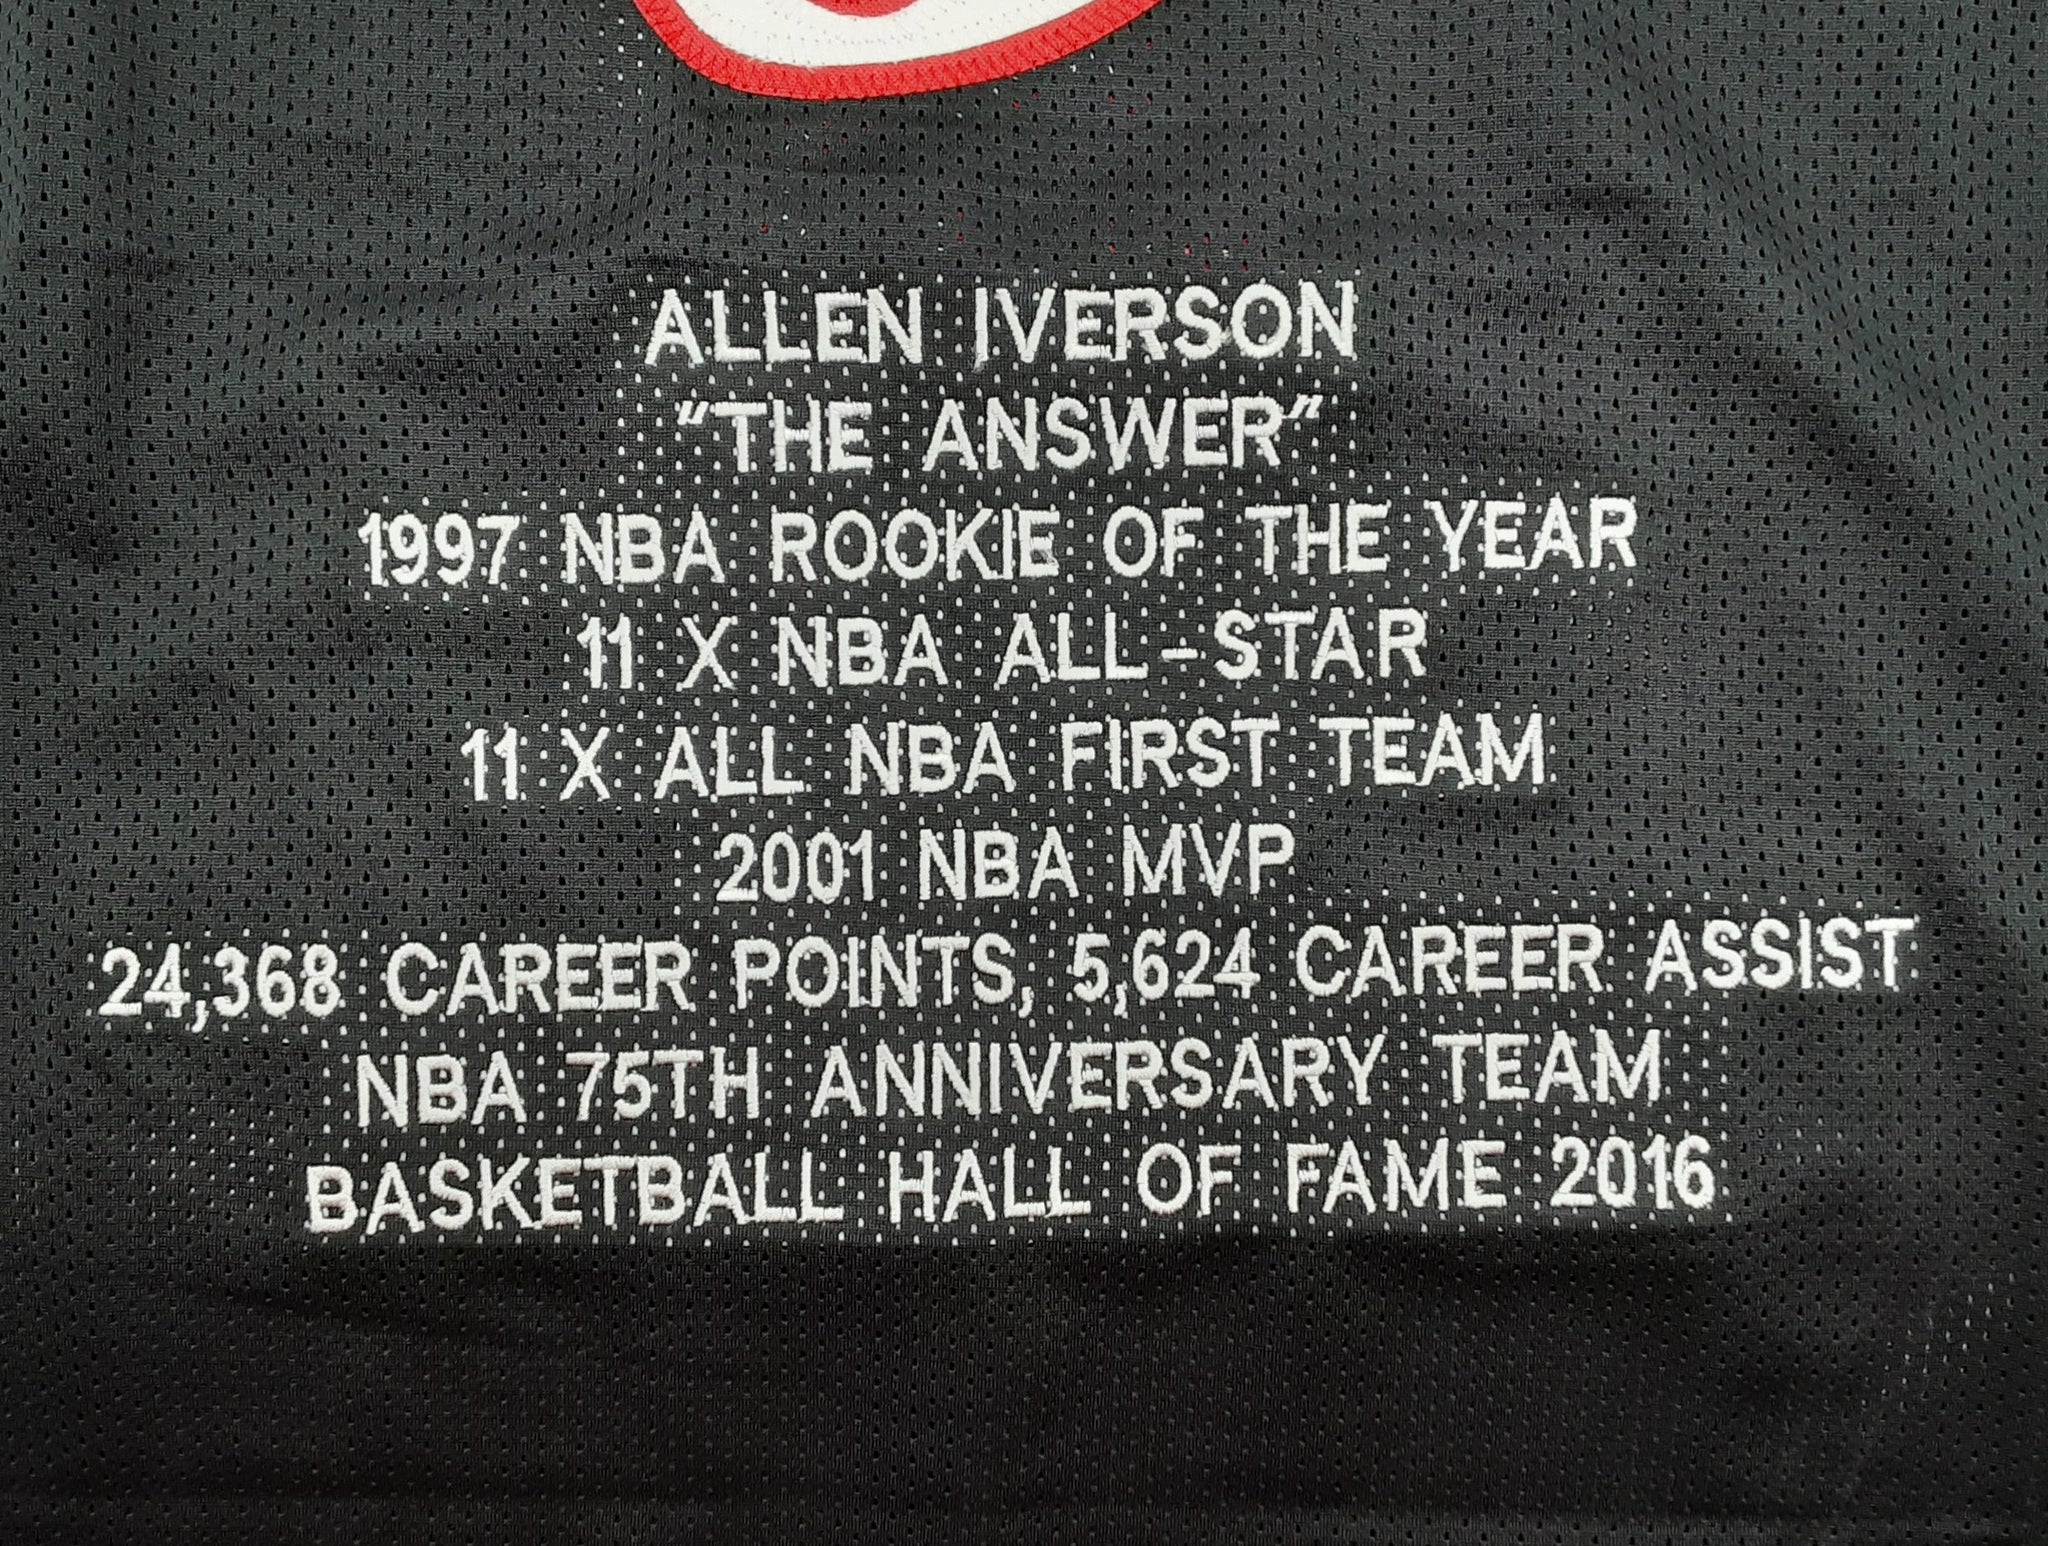 ALLEN IVERSON
"THE ANSWER"
1997 NBA ROOKIE OF THE YEAR
11 X NBA ALL-STAR
11 X ALL NBA FIRST TEAM
2001 NBA MVP
24,368 CAREER POINTS, 5,624 CAREER ASSIST
NBA 75TH ANNIVERSARY TEAM
BASKETBALL HALL OF FAME 2016